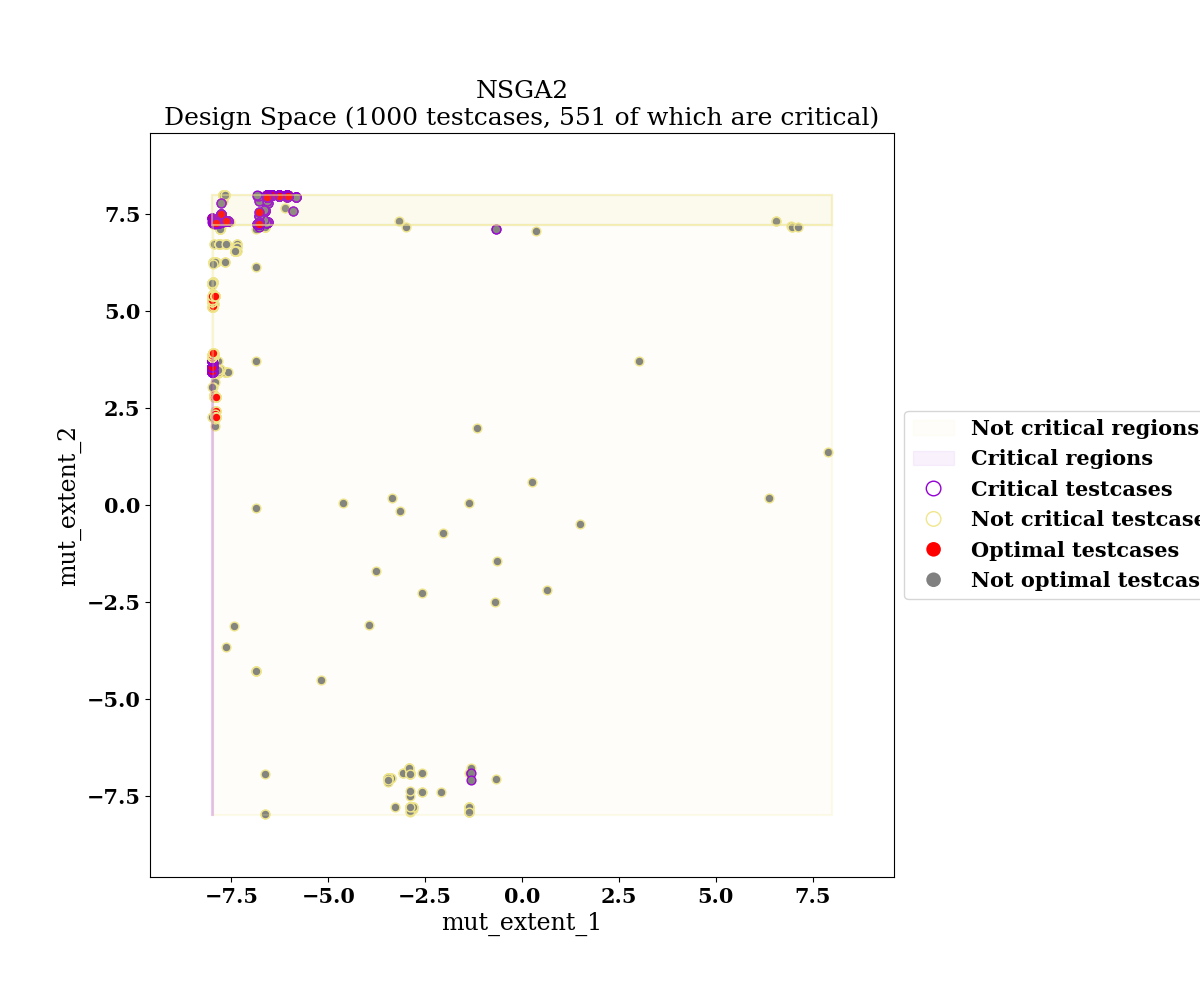 NSGA2
Design Space (1000 testcases, 551 of which are critical)
7.5
5.0
2.5
0.0
−2.5
−5.0
−7.5
mut_extent_2
−7.5 −5.0 −2.5 0.0 2.5 5.0 7.5
mut_extent_1
Not critical regions
Critical regions
Critical testcases
Not critical testcase
Optimal testcases
Not optimal testcas